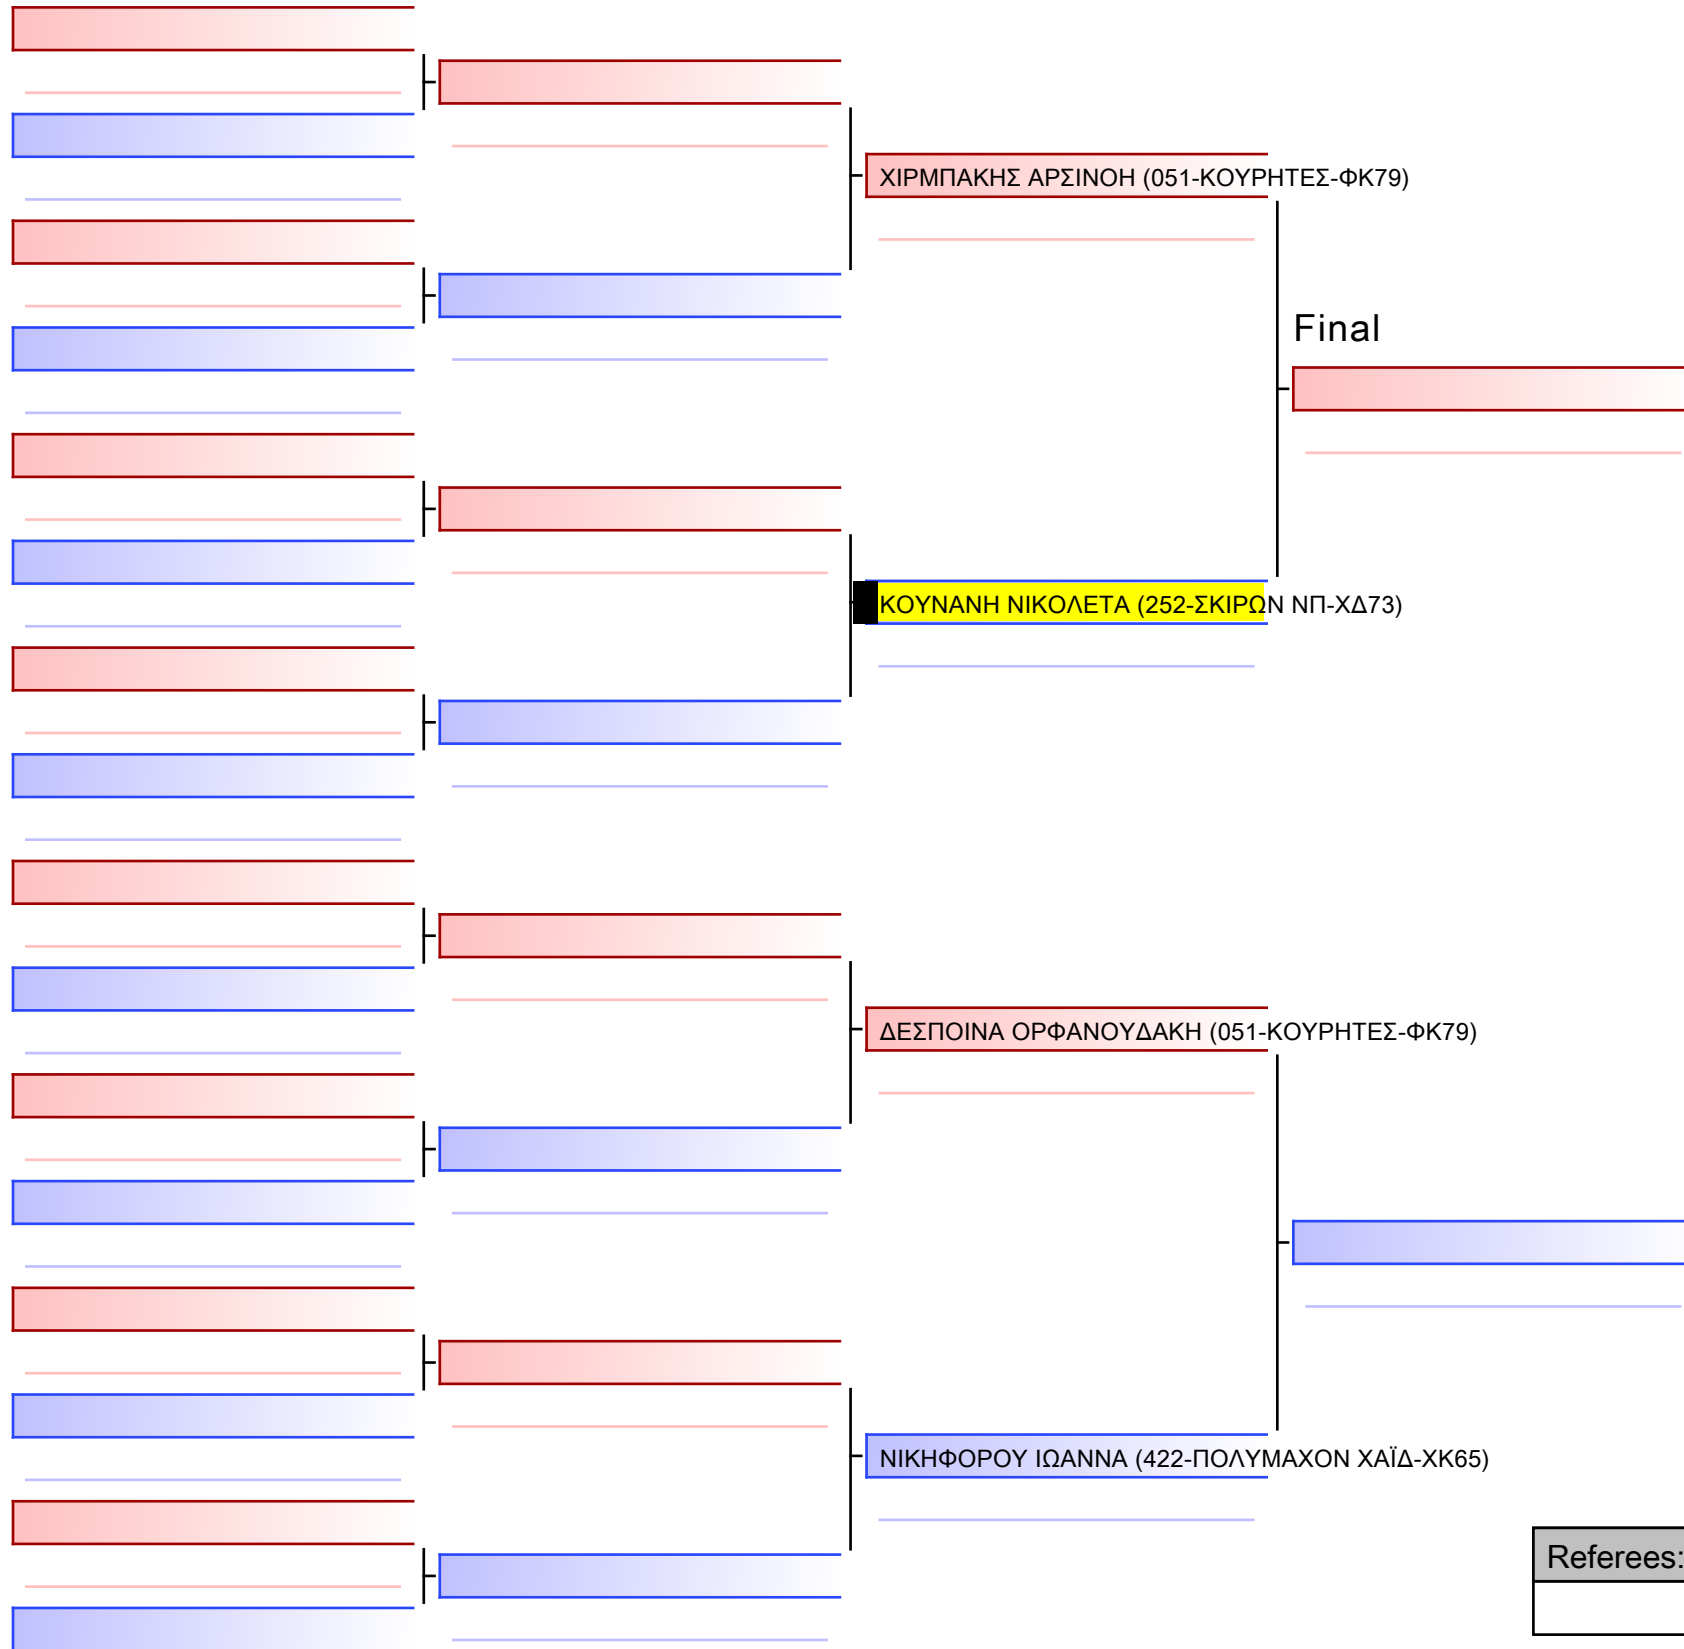 ΧΙΡΜΠΑΚΗΣ ΑΡΣΙΝΟΗ (051-ΚΟΥΡΗΤΕΣ-ΦΚ79)
Final
ΚΟΥΝΑΝΗ ΝΙΚΟΛΕΤΑ (252-ΣΚΙΡΩΝ ΝΠ-ΧΔ73)
ΔΕΣΠΟΙΝΑ ΟΡΦΑΝΟΥΔΑΚΗ (051-ΚΟΥΡΗΤΕΣ-ΦΚ79)
ΝΙΚΗΦΟΡΟΥ ΙΩΑΝΝΑ (422-ΠΟΛΥΜΑΧΟΝ ΧΑΪΔ-ΧΚ65)
Referees: